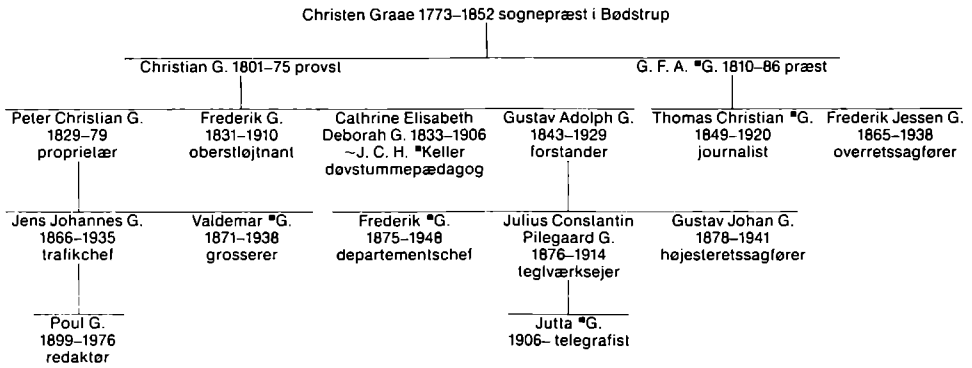 Christen Graae 1773–1852 sognepræst i Bødstrup
Christian G. 1801–75 provst
G. F. A. ■G. 1810–86 præst
Peter Christian G.
1829–79
proprietær
Frederik G.
1831–1910
oberstløjtnant
Cathrine Elisabeth
Deborah G. 1833–1906
~J. C. H. ■Keller
døvstummepædagog
Gustav Adolph G.
1843–1929
forstander
Thomas Christian ■G.
1849–1920
journalist
Frederik Jessen G.
1865–1938
overretssagfører
Jens Johannes G.
1866–1935
trafikchef
Valdemar ■G.
1871–1938
grosserer
Frederik ■G.
1875–1948
departementschef
Julius Constantin
Pilegaard G.
1876–1914
teglværksejer
Gustav Johan G.
1878–1941
højesteretssagfører
Poul G.
1899–1976
redaktør
Jutta ■G.
1906– telegrafist